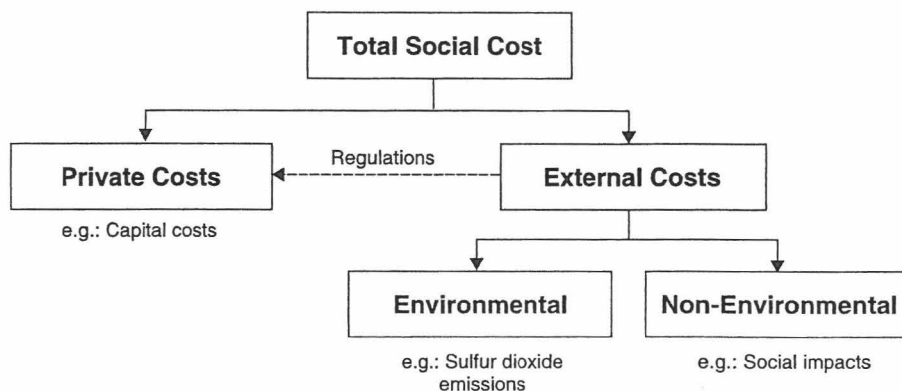 Total Social Cost
Regulations
Private Costs
External Costs
e.g.: Capital costs
Environmental
Non-Environmental
e.g.: Sulfur dioxide
emissions
e.g.: Social impacts